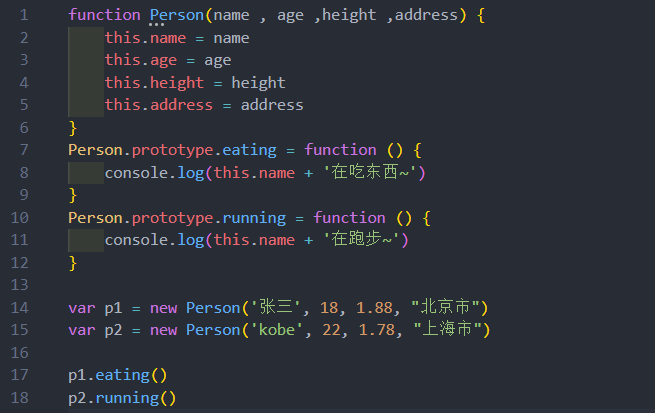 1 function Person(name , age ,height ,address) {
2 this.name = name
3 this.age = age
4 this.height = height
5 this.address = address
6 }
7 Person.prototype.eating = function () {
8 console.log(this.name + '在吃东西~')
9 }
10 Person.prototype.running = function () {
11 console.log(this.name + '在跑步~')
12 }
13
14 var p1 = new Person('张三', 18, 1.88, "北京市")
15 var p2 = new Person('kobe', 22, 1.78, "上海市")
16
17 p1.eating()
18 p2.running()